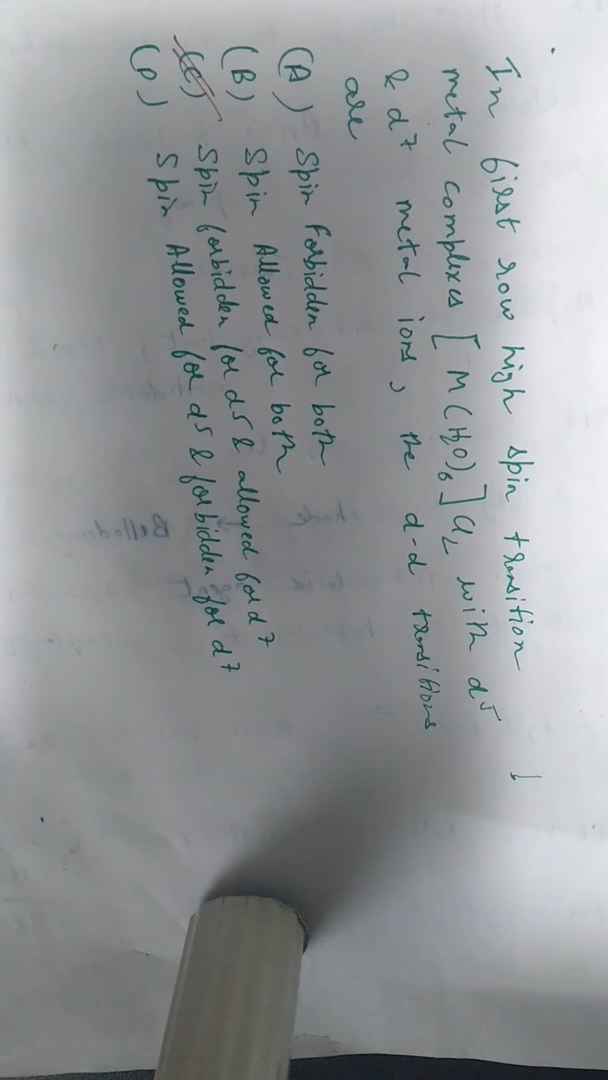 In first row high spin transition
metal complexes [M(H2O)6]Cl2 with d5
& d7 metal ions, the d-d transitions
are
(A) Spin Forbidden for both
(B) Spin Allowed for both
(C) Spin forbidden for d5 & allowed for d7
(D) Spin Allowed for d5 & forbidden for d7